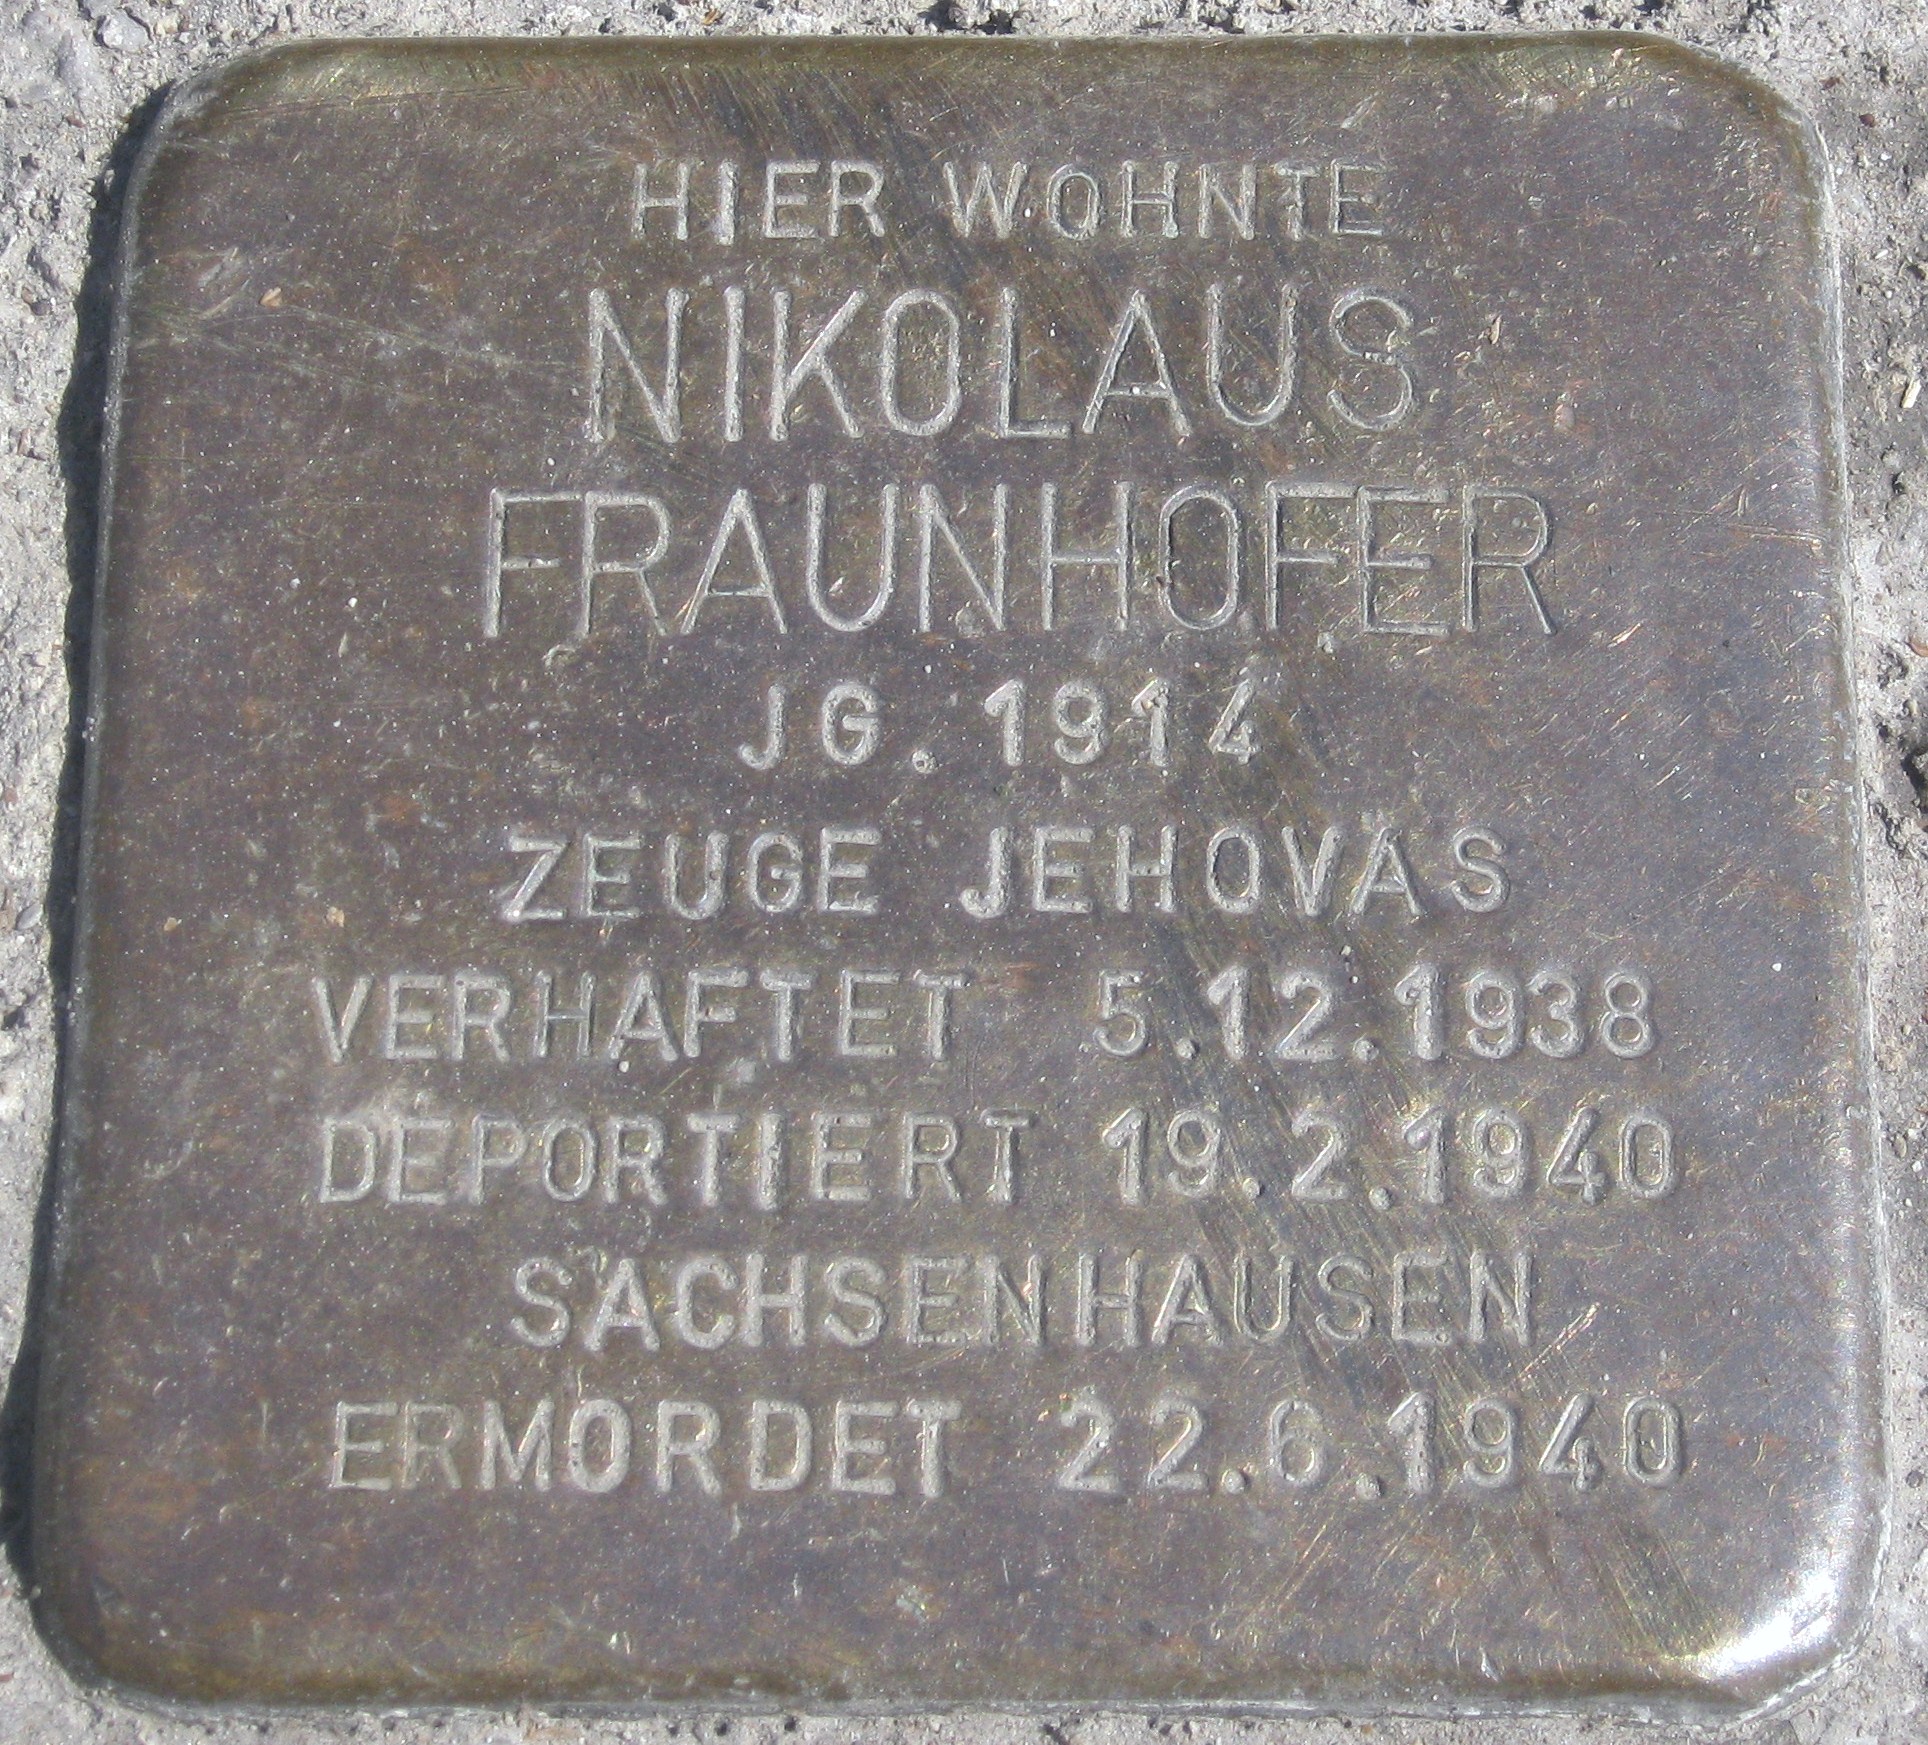 HIER WOHNTE
NIKOLAUS
FRAUNHOFER
JG. 1914
ZEUGE JEHOVAS
VERHAFTET 5.12.1938
DEPORTIERT 19.2.1940
SACHSENHAUSEN
ERMORDET 22.6.1940